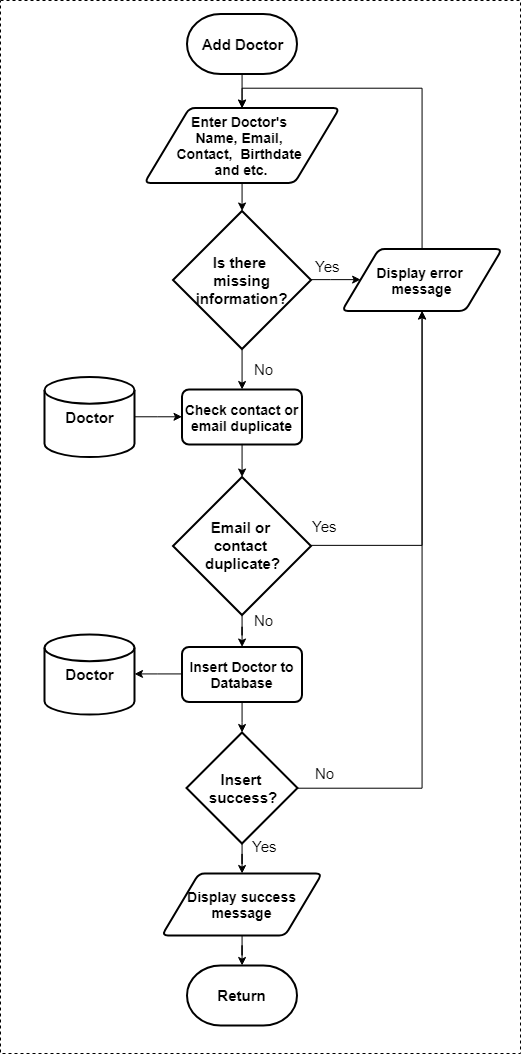 Add Doctor
Enter Doctor's
Name, Email,
Contact, Birthdate
and etc.
Is there
missing
information?
Yes
Display error
message
No
Doctor
Check contact or
email duplicate
Email or
contact
duplicate?
Yes
No
Doctor
Insert Doctor to
Database
Insert
success?
No
Yes
Display success
message
Return